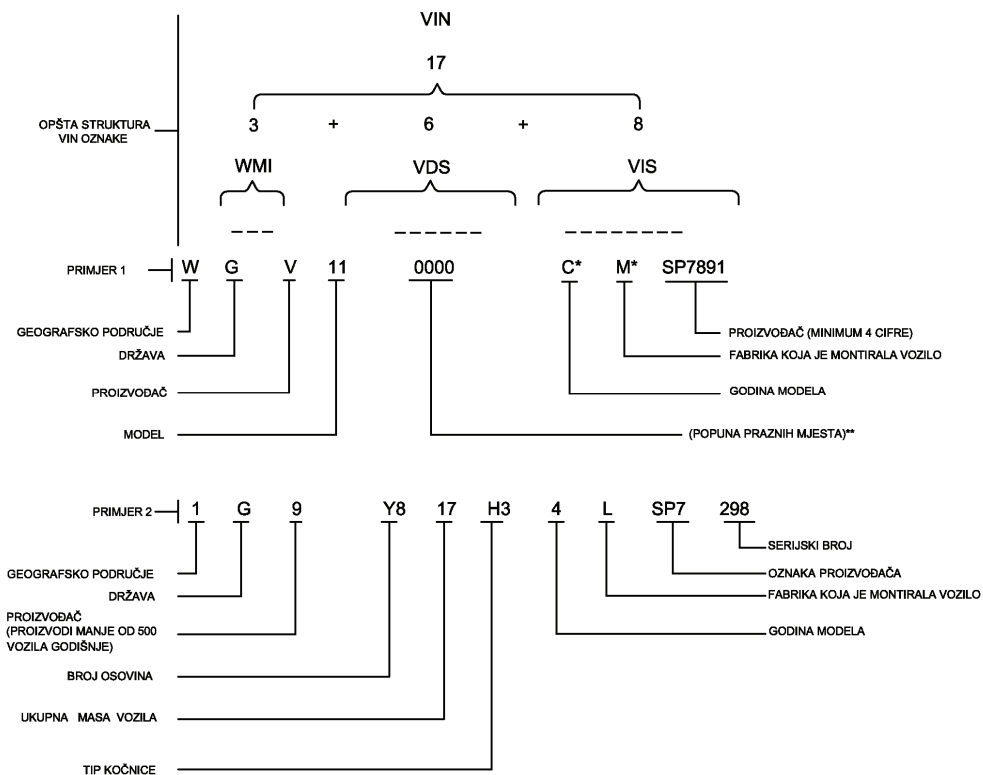 VIN
17
OPŠTA STRUKTURA
VIN OZNAKE
3 + 6 + 8
WMI VDS VIS
--- ------ --------
PRIMJER 1 W G V 11 0000 C* M* SP7891
GEOGRAFSKO PODRUČJE
PROIZVOĐAČ (MINIMUM 4 CIFRE)
DRŽAVA
FABRIKA KOJA JE MONTIRALA VOZILO
PROIZVOĐAČ
GODINA MODELA
MODEL
(POPUNA PRAZNIH MJESTA)**
PRIMJER 2 1 G 9 Y8 17 H3 4 L SP7 298
SERIJSKI BROJ
GEOGRAFSKO PODRUČJE
OZNAKA PROIZVOĐAČA
DRŽAVA
FABRIKA KOJA JE MONTIRALA VOZILO
PROIZVOĐAČ
(PROIZVODI MANJE OD 500
VOZILA GODIŠNJE)
GODINA MODELA
BROJ OSOVINA
UKUPNA MASA VOZILA
TIP KOČNICE